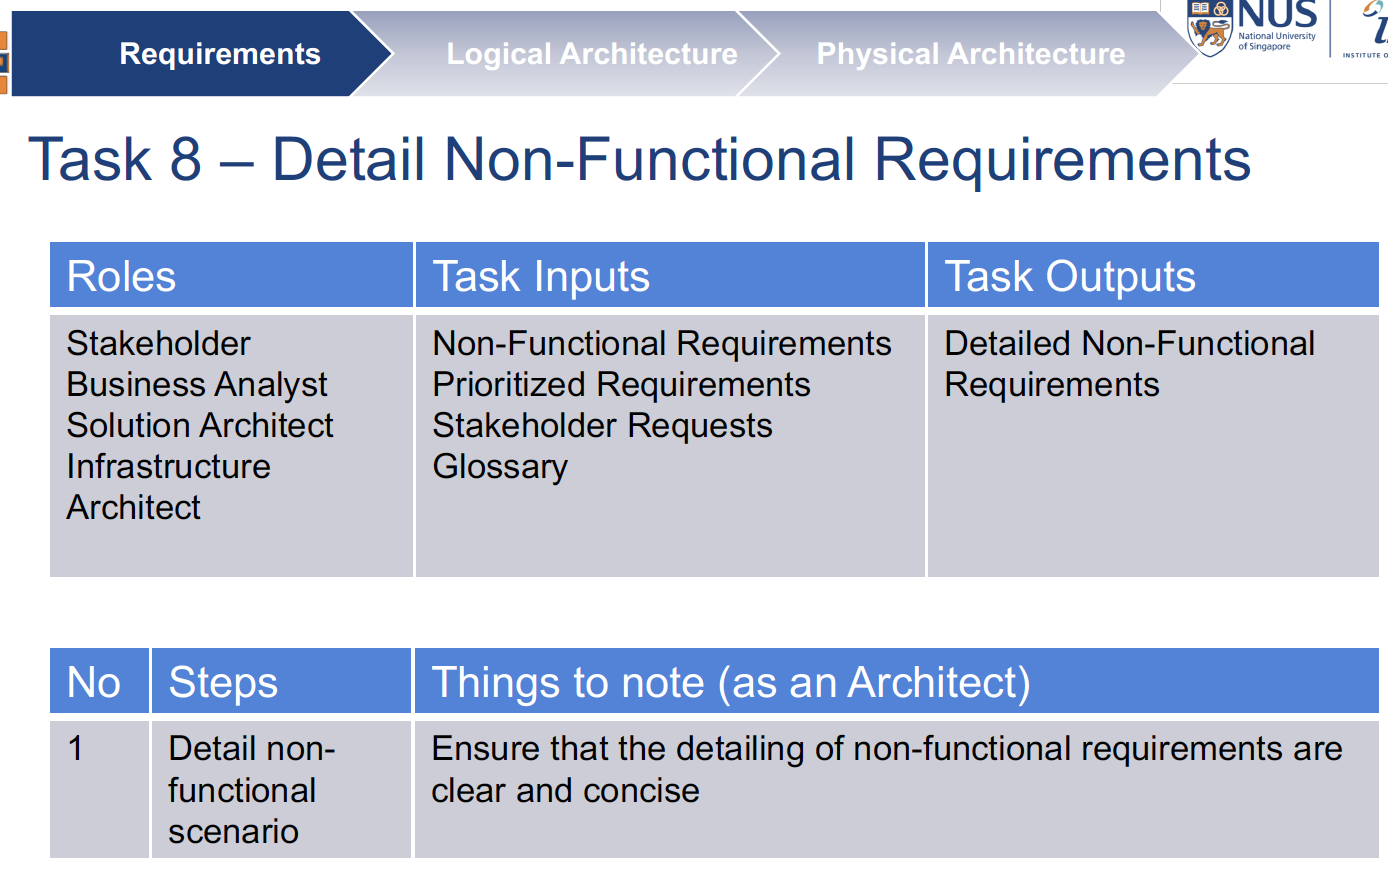 Requirements
Logical Architecture
Physical Architecture
NUS
National University
of Singapore
INSTITUTE O
Task 8 – Detail Non-Functional Requirements
Roles
Task Inputs
Task Outputs
Stakeholder
Business Analyst
Solution Architect
Infrastructure
Architect
Non-Functional Requirements
Prioritized Requirements
Stakeholder Requests
Glossary
Detailed Non-Functional
Requirements
No
Steps
Things to note (as an Architect)
1
Detail non-
functional
scenario
Ensure that the detailing of non-functional requirements are
clear and concise